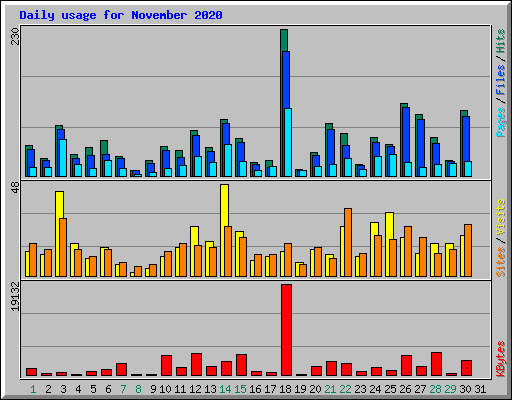 Daily usage for November 2020
230
Pages / Files / Hits
48
Sites / Visits
19132
KBytes
1 2 3 4 5 6 7 8 9 10 11 12 13 14 15 16 17 18 19 20 21 22 23 24 25 26 27 28 29 30 31